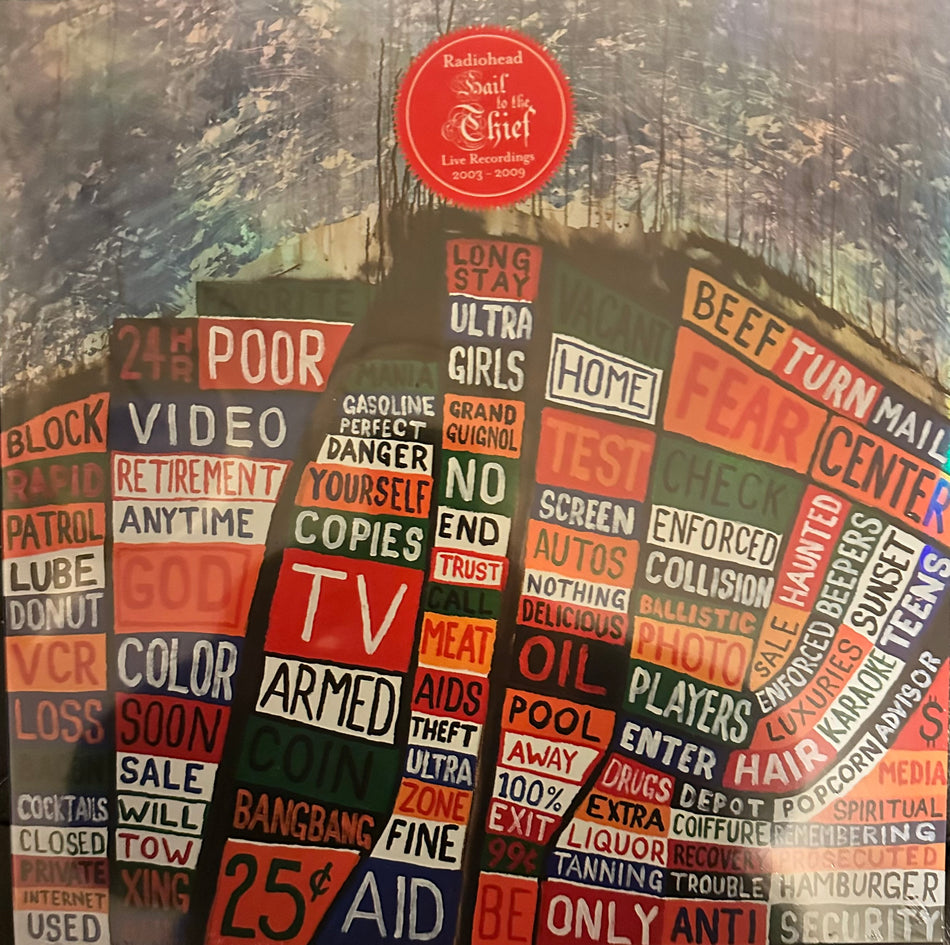 Radiohead
Hail
to the
Thief
Live Recordings
2003 - 2009
24 HR
POOR
BLOCK
VIDEO
RAPID
RETIREMENT
PATROL
ANYTIME
LUBE
GOD
DONUT
VCR
COLOR
LOSS
SOON
SALE
COCKTAILS
WILL
CLOSED
TOW
PRIVATE
XING
INTERNET
USED
MANIA
GASOLINE
PERFECT
DANGER
YOURSELF
COPIES
TV
ARMED
COIN
BANGBANG
25¢
AID
LONG
STAY
ULTRA
GIRLS
GRAND
GUIGNOL
NO
END
TRUST
CALL
MEAT
AIDS
THEFT
ULTRA
ZONE
FINE
VACANT
HOME
TEST
SCREEN
AUTOS
NOTHING
DELICIOUS
OIL
POOL
AWAY
100%
EXIT
99¢
BE
BEEF
TURN
MAIL
FEAR
CENTER
CHECK
ENFORCED
COLLISION
BALLISTIC
PHOTO
PLAYERS
ENTER
HAIR
SALE
HAUNTED
ENFORCED
BEEPERS
LUXURIES
SUNSET
KARAOKE
TEENS
POPCORN
ADVISOR
$
DRUGS
DEPOT
MEDIA
EXTRA
COIFFURE
SPIRITUAL
LIQUOR
RECOVERY
REMEMBERING
TANNING
TROUBLE
PROSECUTED
HAMBURGER
ONLY
ANTI
SECURITY